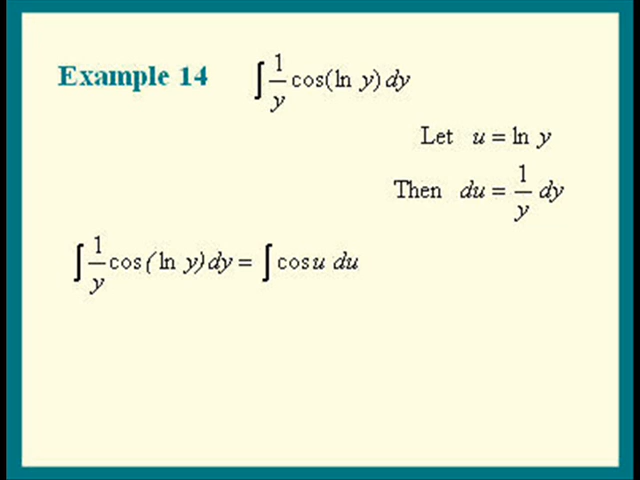 Example 14 ∫ 1/y cos(ln y) dy
Let u = ln y
Then du = 1/y dy
∫ 1/y cos(ln y)dy = ∫ cos u du